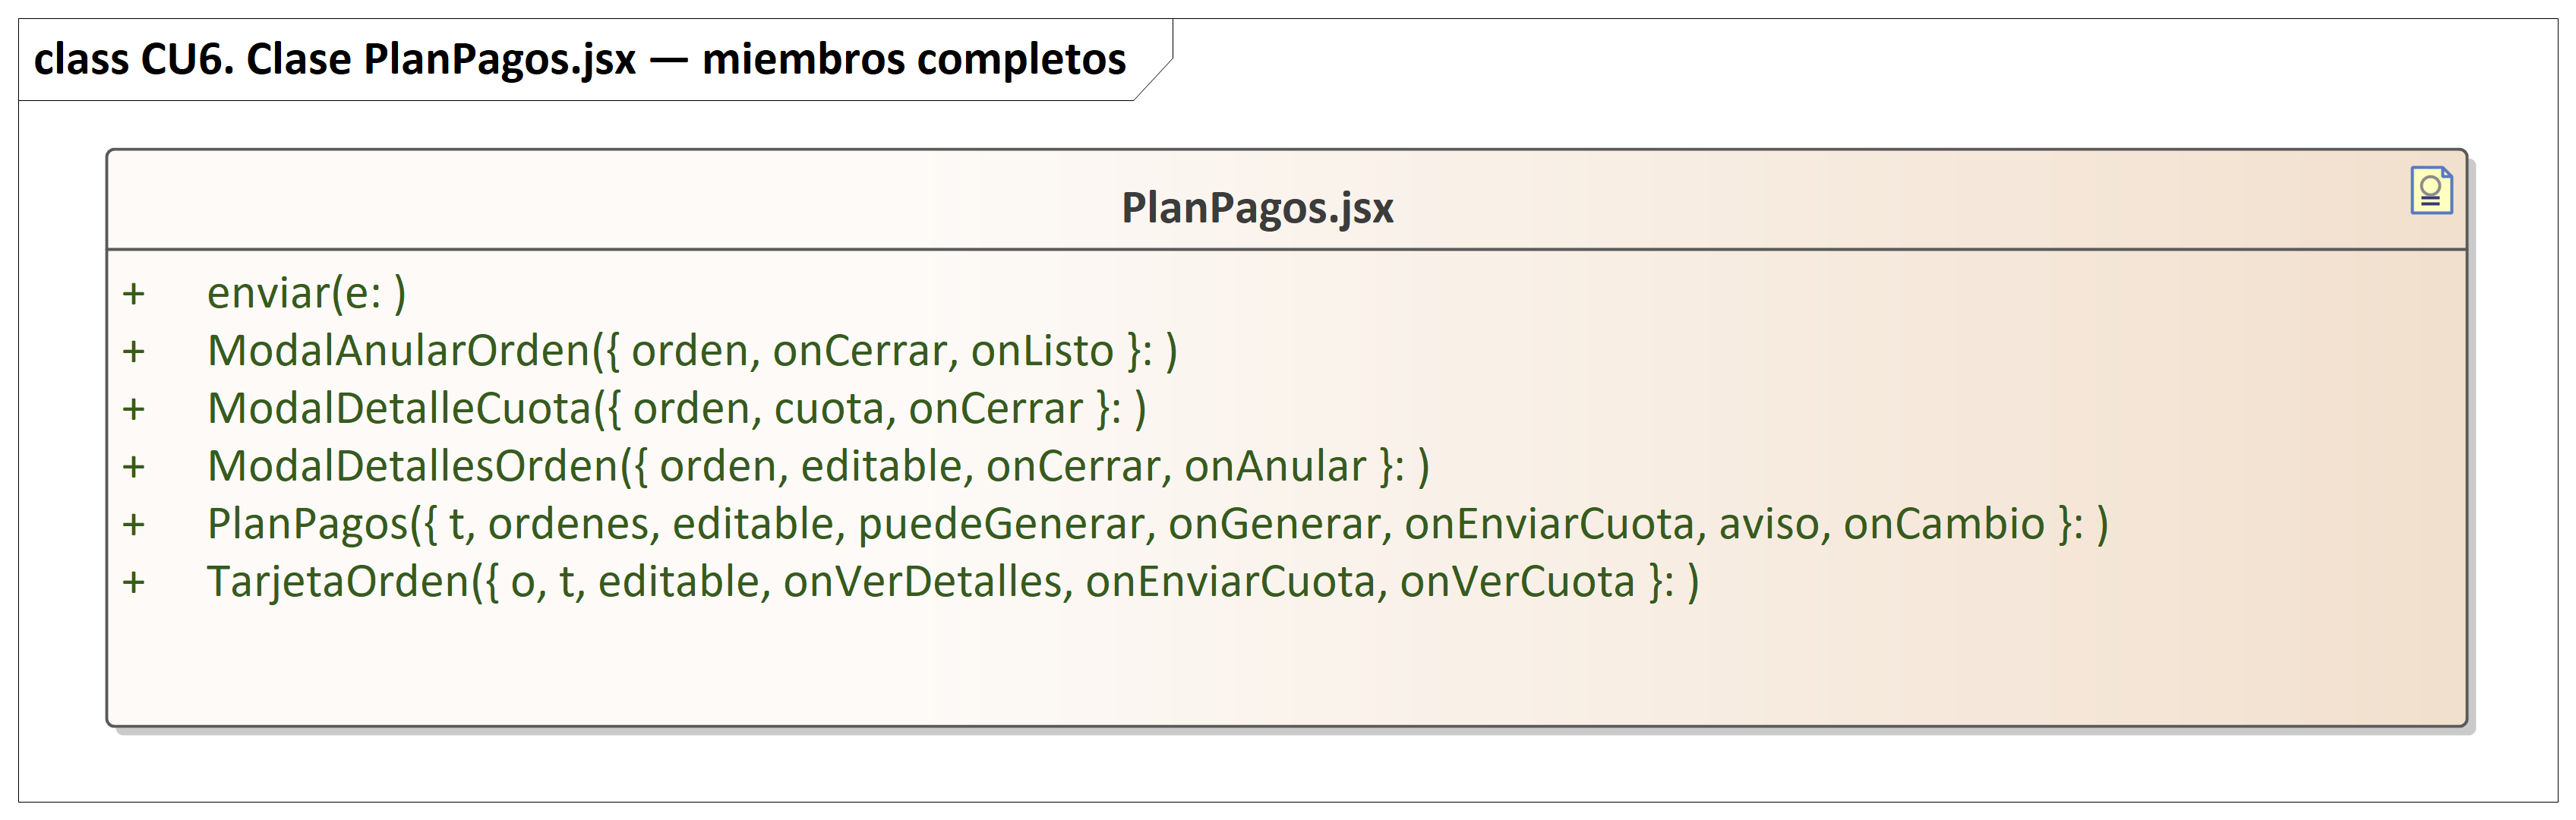 class CU6. Clase PlanPagos.jsx — miembros completos
PlanPagos.jsx
+ enviar(e: )
+ ModalAnularOrden({ orden, onCerrar, onListo }: )
+ ModalDetalleCuota({ orden, cuota, onCerrar }: )
+ ModalDetallesOrden({ orden, editable, onCerrar, onAnular }: )
+ PlanPagos({ t, ordenes, editable, puedeGenerar, onGenerar, onEnviarCuota, aviso, onCambio }: )
+ TarjetaOrden({ o, t, editable, onVerDetalles, onEnviarCuota, onVerCuota }: )